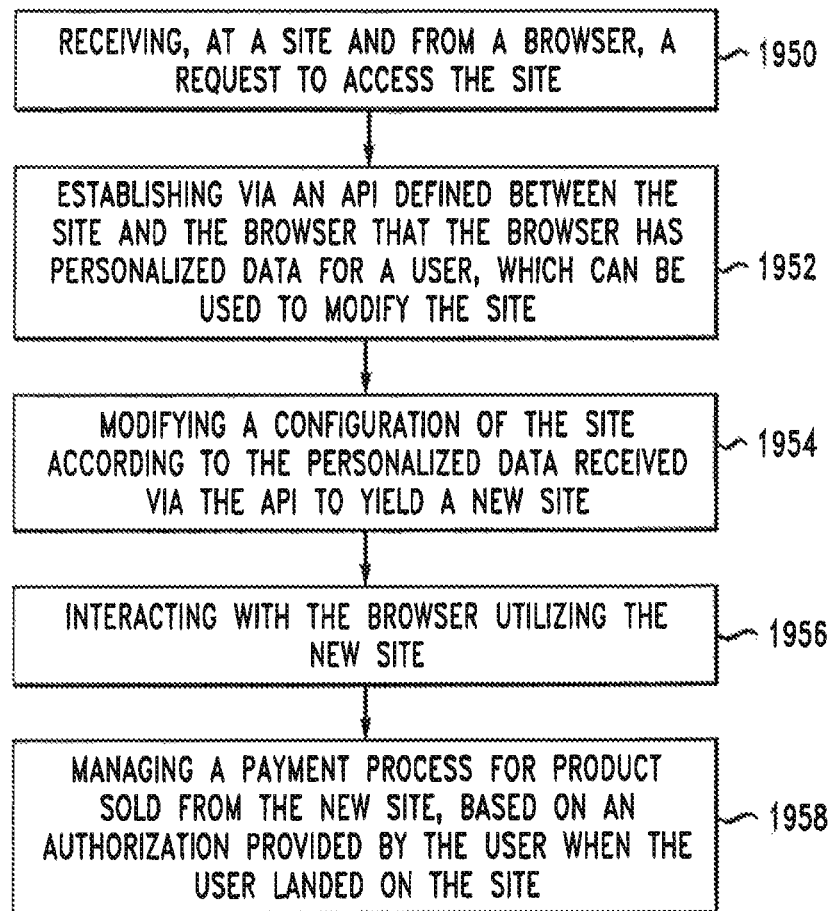 RECEIVING, AT A SITE AND FROM A BROWSER, A
REQUEST TO ACCESS THE SITE
1950
ESTABLISHING VIA AN API DEFINED BETWEEN THE
SITE AND THE BROWSER THAT THE BROWSER HAS
PERSONALIZED DATA FOR A USER, WHICH CAN BE
USED TO MODIFY THE SITE
1952
MODIFYING A CONFIGURATION OF THE SITE
ACCORDING TO THE PERSONALIZED DATA RECEIVED
VIA THE API TO YIELD A NEW SITE
1954
INTERACTING WITH THE BROWSER UTILIZING THE
NEW SITE
1956
MANAGING A PAYMENT PROCESS FOR PRODUCT
SOLD FROM THE NEW SITE, BASED ON AN
AUTHORIZATION PROVIDED BY THE USER WHEN THE
USER LANDED ON THE SITE
1958